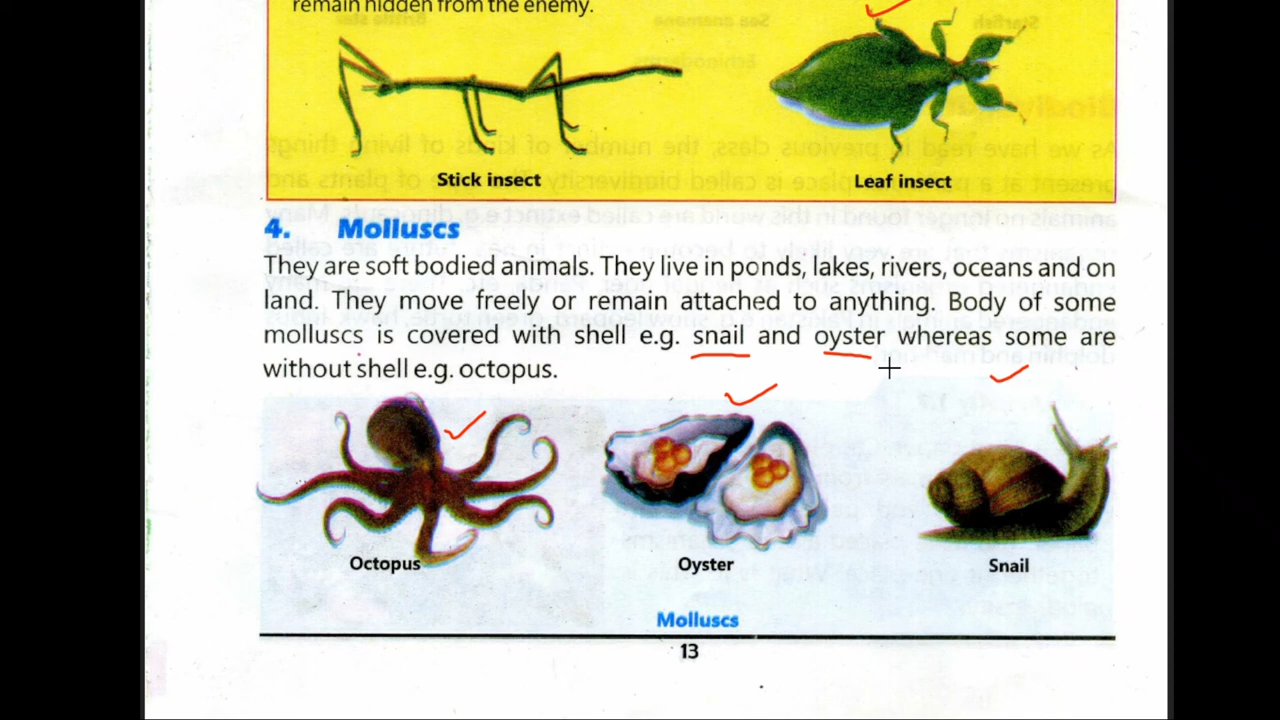 remain hidden from the enemy.
Stick insect
Leaf insect
4. Molluscs
They are soft bodied animals. They live in ponds, lakes, rivers, oceans and on
land. They move freely or remain attached to anything. Body of some
molluscs is covered with shell e.g. snail and oyster whereas some are
without shell e.g. octopus.
Octopus
Oyster
Snail
Molluscs
13